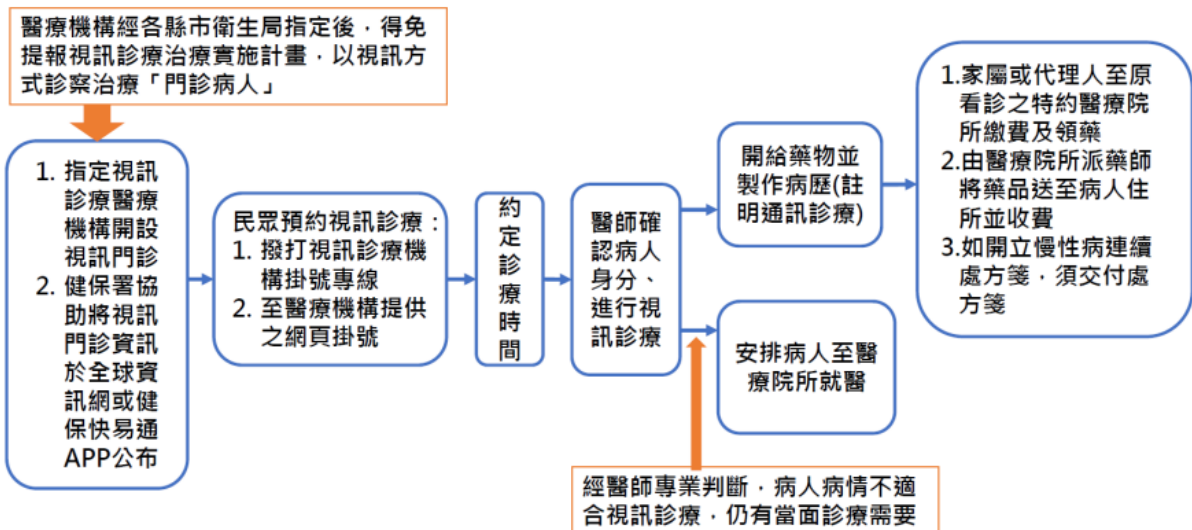 醫療機構經各縣市衛生局指定後，得免
提報視訊診療治療實施計畫，以視訊方
式診察治療「門診病人」
1. 指定視訊
診療醫療
機構開設
視訊門診
2. 健保署協
助將視訊
門診資訊
於全球資
訊網或健
保快易通
APP公布
民眾預約視訊診療：
1. 撥打視訊診療機
構掛號專線
2. 至醫療機構提供
之網頁掛號
約
定
診
療
時
間
醫師確
認病人
身分、
進行視
訊診療
開給藥物並
製作病歷(註
明通訊診療)
1.家屬或代理人至原
看診之特約醫療院
所繳費及領藥
2.由醫療院所派藥師
將藥品送至病人住
所並收費
3.如開立慢性病連續
處方箋，須交付處
方箋
安排病人至醫
療院所就醫
經醫師專業判斷，病人病情不適
合視訊診療，仍有當面診療需要